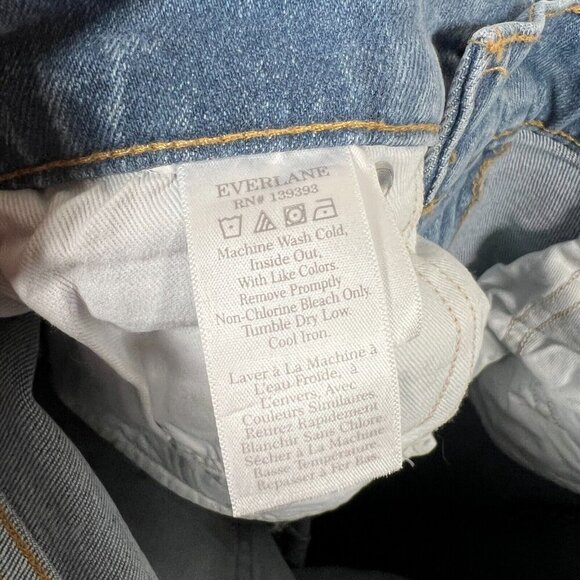 EVERLANE
RN# 139393
Machine Wash Cold,
Inside Out,
With Like Colors.
Remove Promptly
Non-Chlorine Bleach Only.
Tumble Dry Low.
Cool Iron.
Laver à La Machine à
L'eau Froide, à
L'envers, Avec
Couleurs Similaires.
Retirez Rapidement
Blanchir Sans Chlore.
Sécher à La Machine,
Basse Température.
Repasser à Fer Bas.